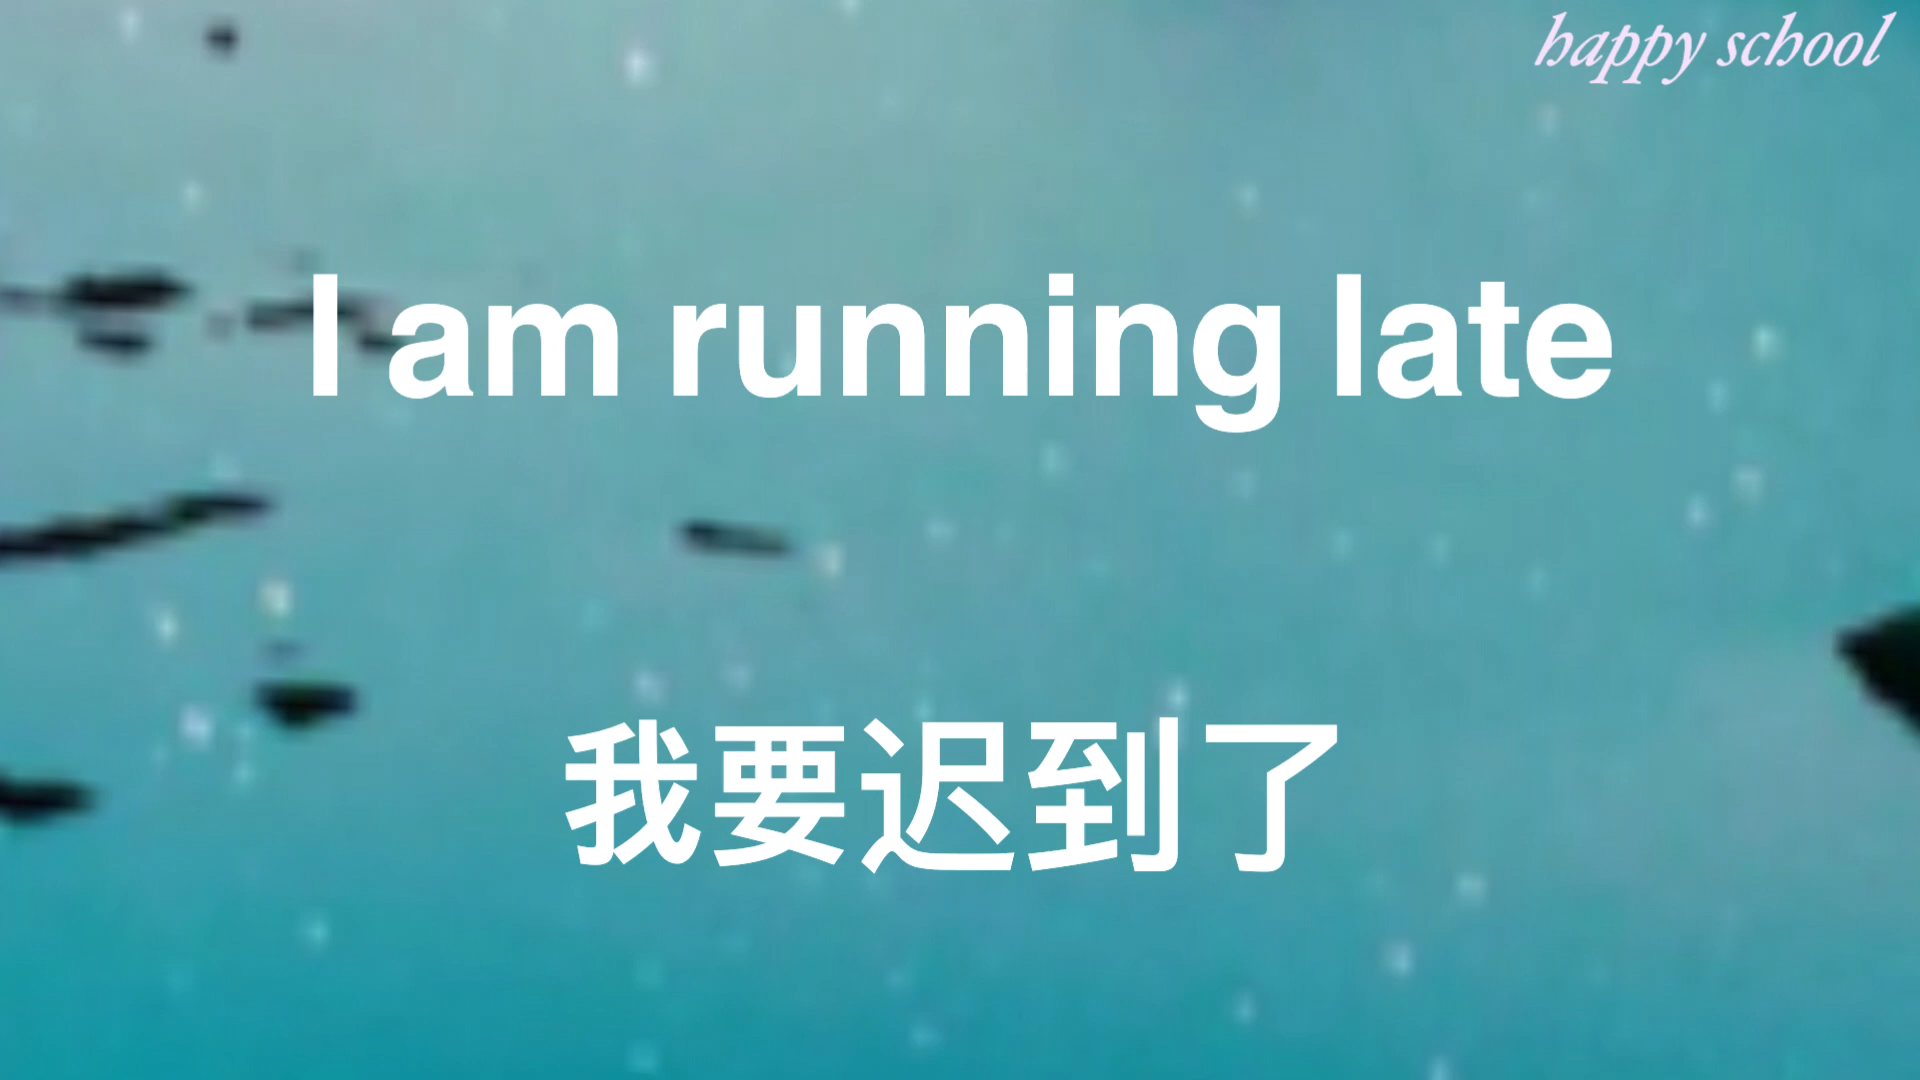 happy school
I am running late
我要迟到了